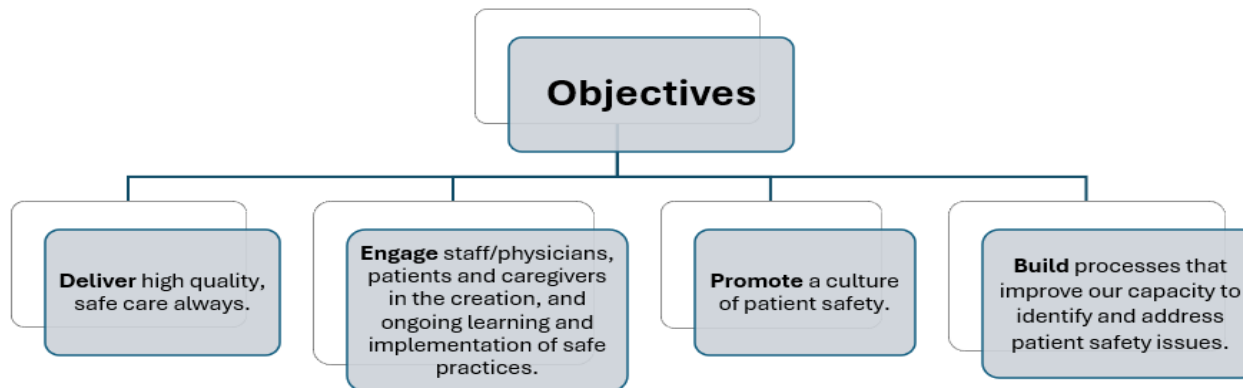 Objectives
Deliver high quality,
safe care always.
Engage staff/physicians,
patients and caregivers
in the creation, and
ongoing learning and
implementation of safe
practices.
Promote a culture
of patient safety.
Build processes that
improve our capacity to
identify and address
patient safety issues.